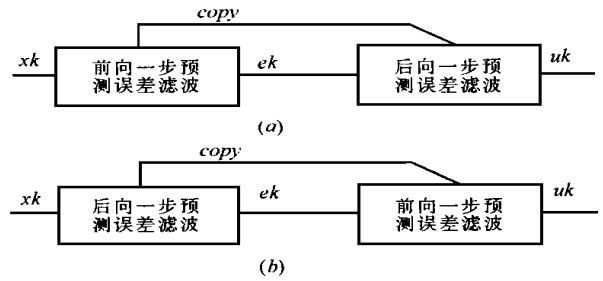 copy
xk
前向一步预
测误差滤波
ek
后向一步预
测误差滤波
uk
(a)
copy
xk
后向一步预
测误差滤波
ek
前向一步预
测误差滤波
uk
(b)